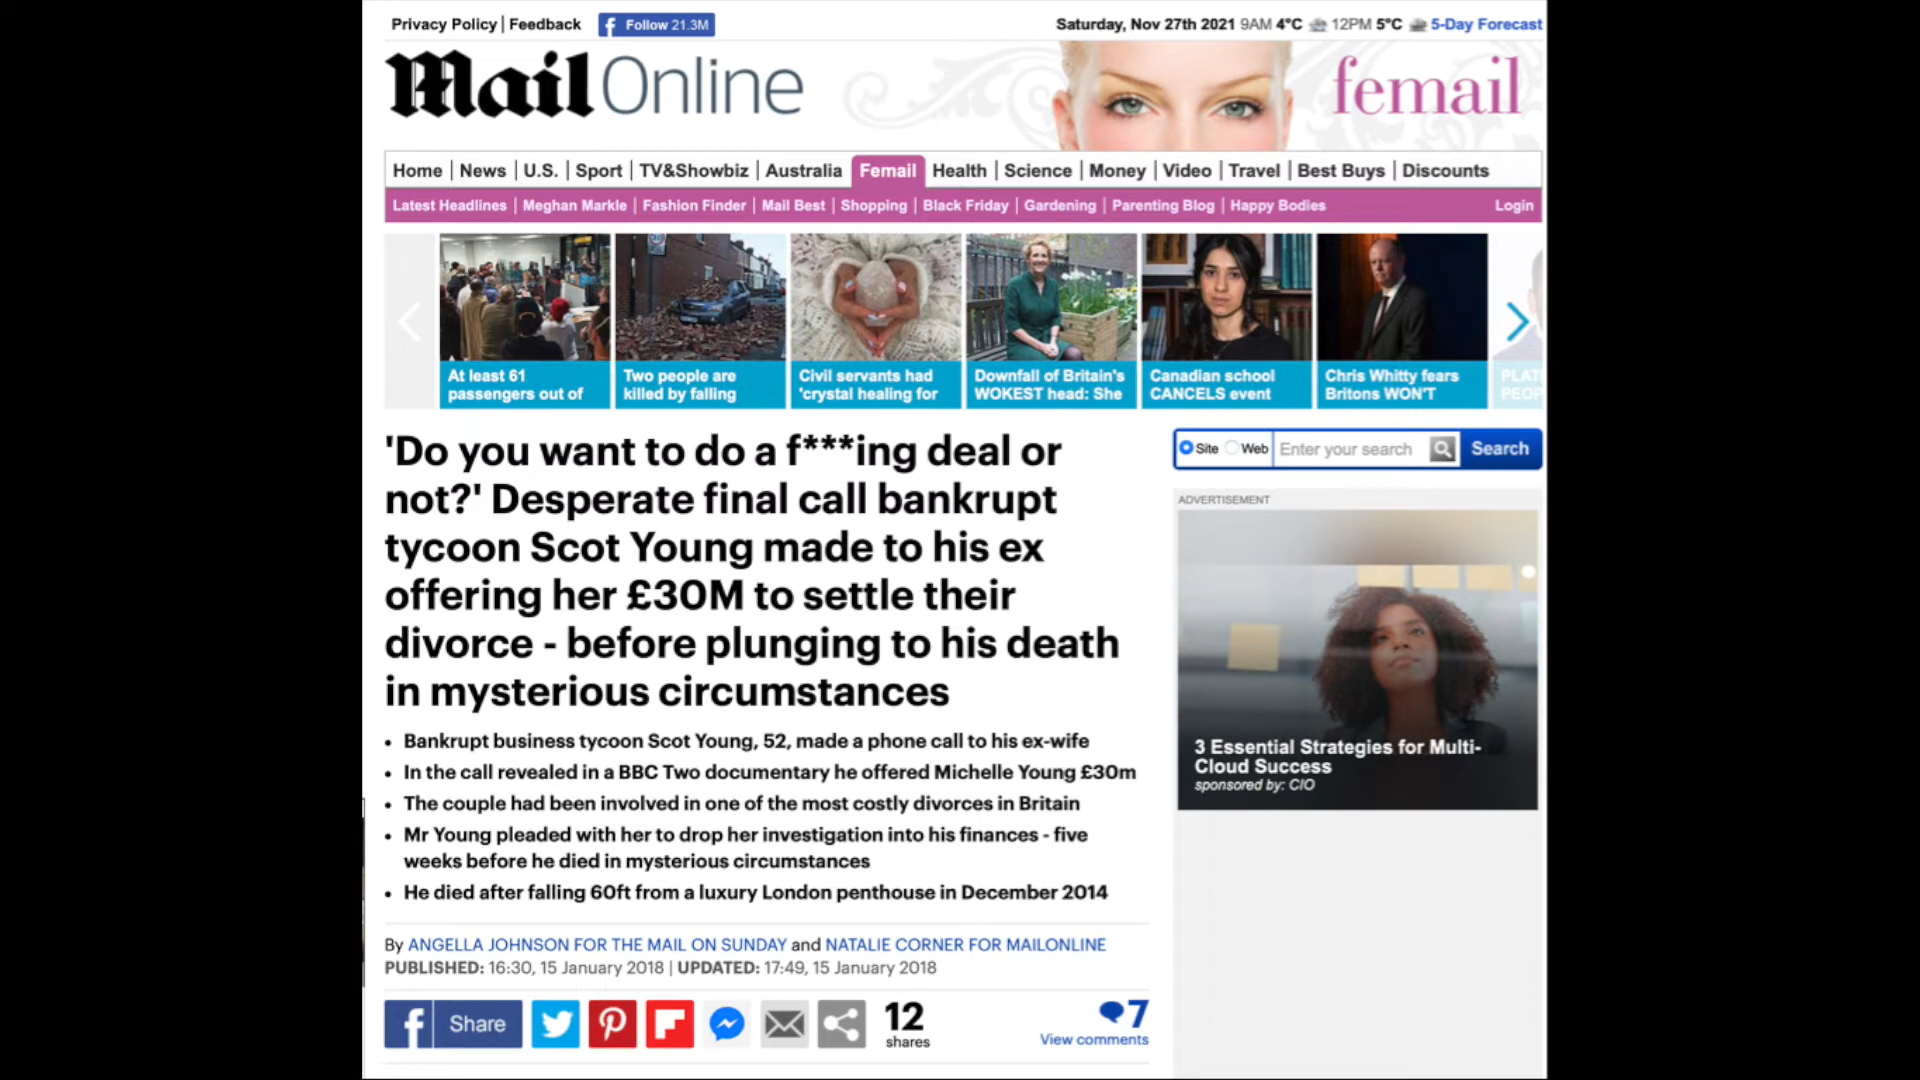 Privacy Policy | Feedback
Follow 21.3M
Saturday, Nov 27th 2021 9AM 4°C 12PM 5°C 5-Day Forecast
Mail Online
femail
Home | News | U.S. | Sport | TV&Showbiz | Australia Femail Health | Science | Money | Video | Travel | Best Buys | Discounts
Latest Headlines | Meghan Markle | Fashion Finder | Mail Best | Shopping | Black Friday | Gardening | Parenting Blog | Happy Bodies
Login
At least 61
passengers out of
Two people are
killed by falling
Civil servants had
'crystal healing for
Downfall of Britain's
WOKEST head: She
Canadian school
CANCELS event
Chris Whitty fears
Britons WON'T
PLAT
PEOP
'Do you want to do a f***ing deal or
not?' Desperate final call bankrupt
tycoon Scot Young made to his ex
offering her £30M to settle their
divorce - before plunging to his death
in mysterious circumstances
• Bankrupt business tycoon Scot Young, 52, made a phone call to his ex-wife
• In the call revealed in a BBC Two documentary he offered Michelle Young £30m
• The couple had been involved in one of the most costly divorces in Britain
• Mr Young pleaded with her to drop her investigation into his finances - five
weeks before he died in mysterious circumstances
• He died after falling 60ft from a luxury London penthouse in December 2014
By ANGELLA JOHNSON FOR THE MAIL ON SUNDAY and NATALIE CORNER FOR MAILONLINE
PUBLISHED: 16:30, 15 January 2018 | UPDATED: 17:49, 15 January 2018
Share
12
shares
7
View comments
Site Web Enter your search Search
ADVERTISEMENT
3 Essential Strategies for Multi-
Cloud Success
sponsored by: CIO